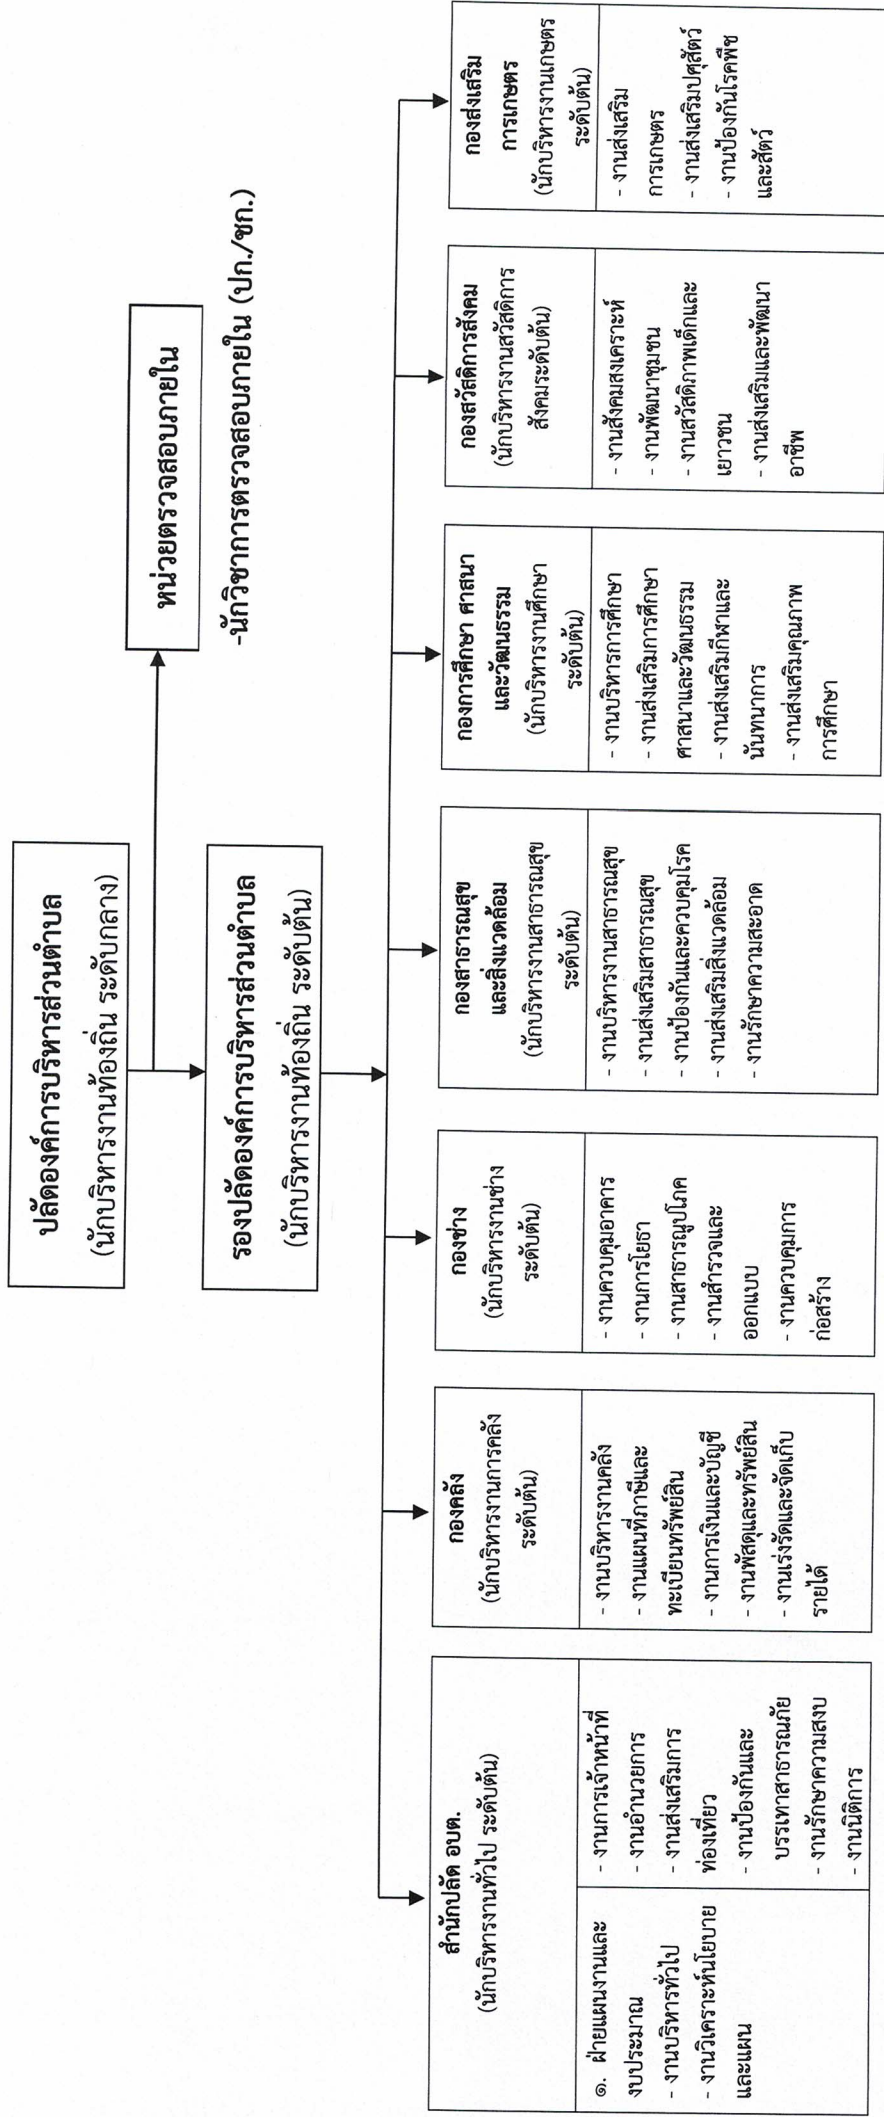 ปลัดองค์การบริหารส่วนตำบล
(นักบริหารงานท้องถิ่น ระดับกลาง)
หน่วยตรวจสอบภายใน
-นักวิชาการตรวจสอบภายใน (ปก./ชก.)
รองปลัดองค์การบริหารส่วนตำบล
(นักบริหารงานท้องถิ่น ระดับต้น)
สำนักปลัด อบต.
(นักบริหารงานทั่วไป ระดับต้น)
๑. ฝ่ายแผนงานและ
งบประมาณ
- งานบริหารทั่วไป
- งานวิเคราะห์นโยบาย
และแผน
- งานการเจ้าหน้าที่
- งานอำนวยการ
- งานส่งเสริมการ
ท่องเที่ยว
- งานป้องกันและ
บรรเทาสาธารณภัย
- งานรักษาความสงบ
- งานนิติการ
กองคลัง
(นักบริหารงานการคลัง
ระดับต้น)
- งานบริหารงานคลัง
- งานแผนที่ภาษีและ
ทะเบียนทรัพย์สิน
- งานการเงินและบัญชี
- งานพัสดุและทรัพย์สิน
- งานเร่งรัดและจัดเก็บ
รายได้
กองช่าง
(นักบริหารงานช่าง
ระดับต้น)
- งานควบคุมอาคาร
- งานการโยธา
- งานสาธารณูปโภค
- งานสำรวจและ
ออกแบบ
- งานควบคุมการ
ก่อสร้าง
กองสาธารณสุข
และสิ่งแวดล้อม
(นักบริหารงานสาธารณสุข
ระดับต้น)
- งานบริหารงานสาธารณสุข
- งานส่งเสริมสาธารณสุข
- งานป้องกันและควบคุมโรค
- งานส่งเสริมสิ่งแวดล้อม
- งานรักษาความสะอาด
กองการศึกษา ศาสนา
และวัฒนธรรม
(นักบริหารงานศึกษา
ระดับต้น)
- งานบริหารการศึกษา
- งานส่งเสริมการศึกษา
ศาสนาและวัฒนธรรม
- งานส่งเสริมกีฬาและ
นันทนาการ
- งานส่งเสริมคุณภาพ
การศึกษา
กองสวัสดิการสังคม
(นักบริหารงานสวัสดิการ
สังคมระดับต้น)
- งานสังคมสงเคราะห์
- งานพัฒนาชุมชน
- งานสวัสดิภาพเด็กและ
เยาวชน
- งานส่งเสริมและพัฒนา
อาชีพ
กองส่งเสริม
การเกษตร
(นักบริหารงานเกษตร
ระดับต้น)
- งานส่งเสริม
การเกษตร
- งานส่งเสริมปศุสัตว์
- งานป้องกันโรคพืช
และสัตว์